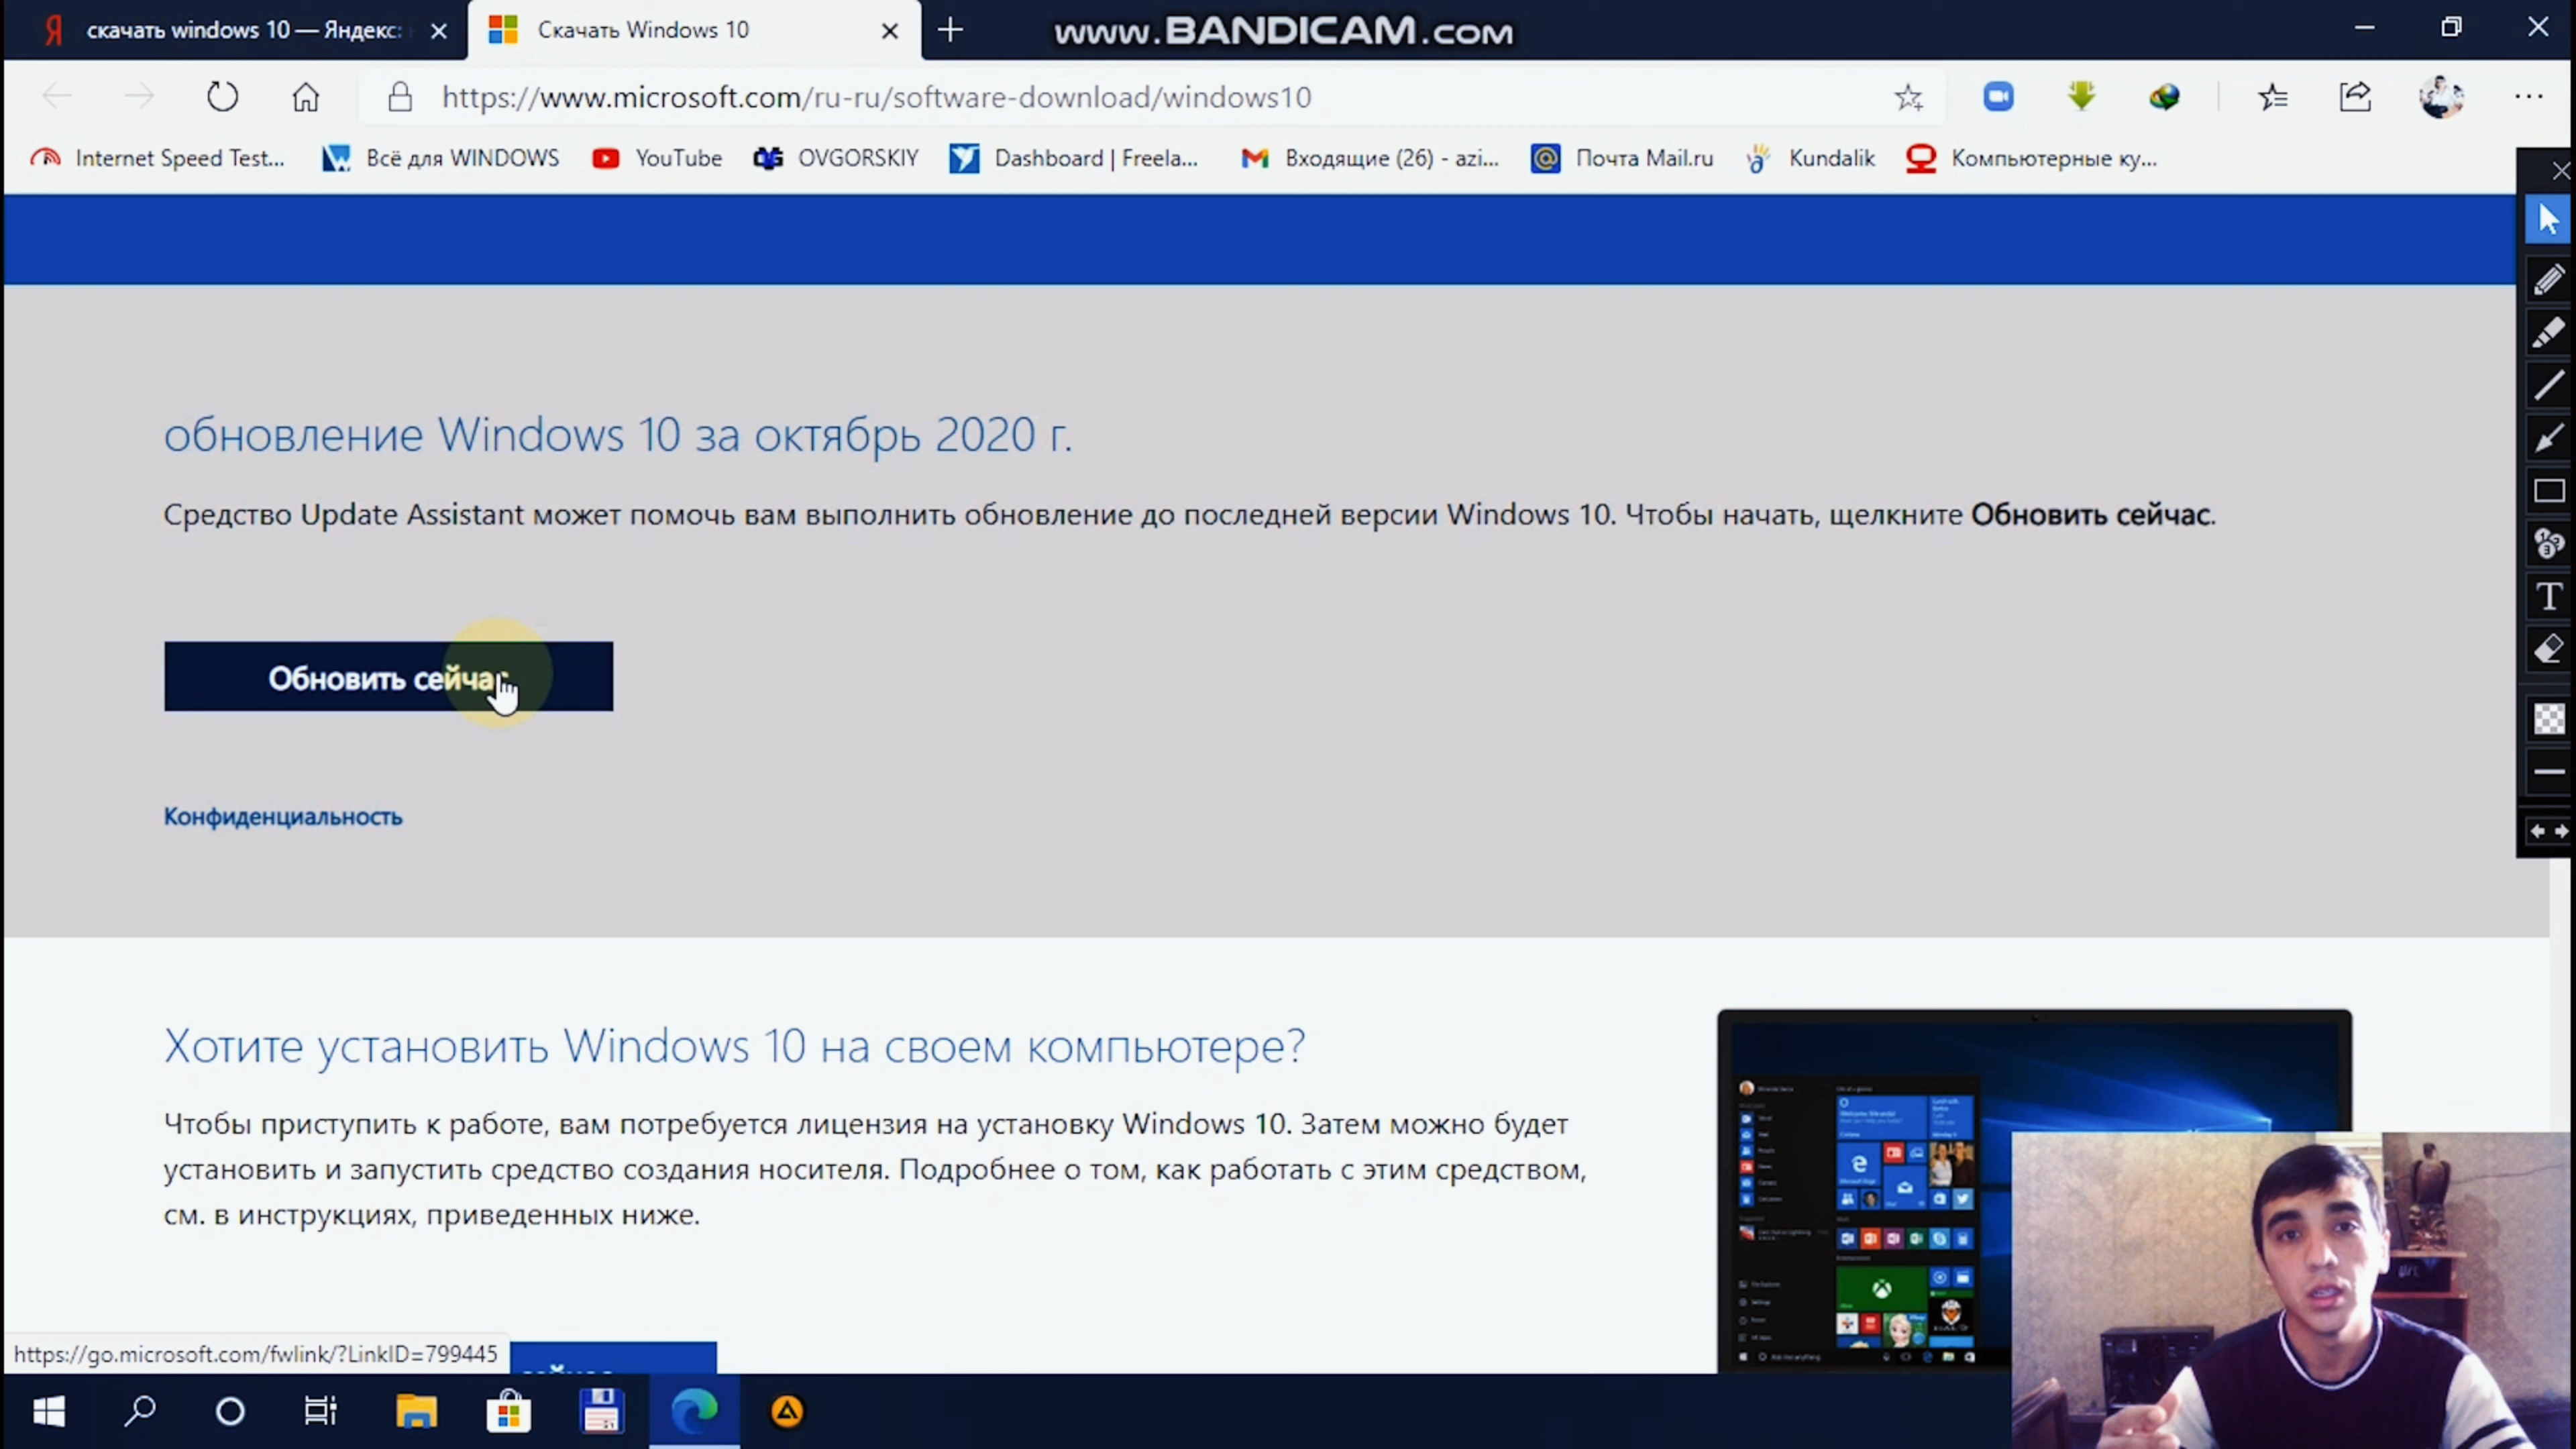 скачать windows 10 — Яндекс:
Скачать Windows 10
www.BANDICAM.com
https://www.microsoft.com/ru-ru/software-download/windows10
Internet Speed Test...
Всё для WINDOWS
YouTube
OVGORSKIY
Dashboard | Freela...
Входящие (26) - azi...
Почта Mail.ru
Kundalik
Компьютерные ку...
обновление Windows 10 за октябрь 2020 г.
Средство Update Assistant может помочь вам выполнить обновление до последней версии Windows 10. Чтобы начать, щелкните Обновить сейчас.
Обновить сейчас
Конфиденциальность
Хотите установить Windows 10 на своем компьютере?
Чтобы приступить к работе, вам потребуется лицензия на установку Windows 10. Затем можно будет
установить и запустить средство создания носителя. Подробнее о том, как работать с этим средством,
см. в инструкциях, приведенных ниже.
https://go.microsoft.com/fwlink/?LinkID=799445